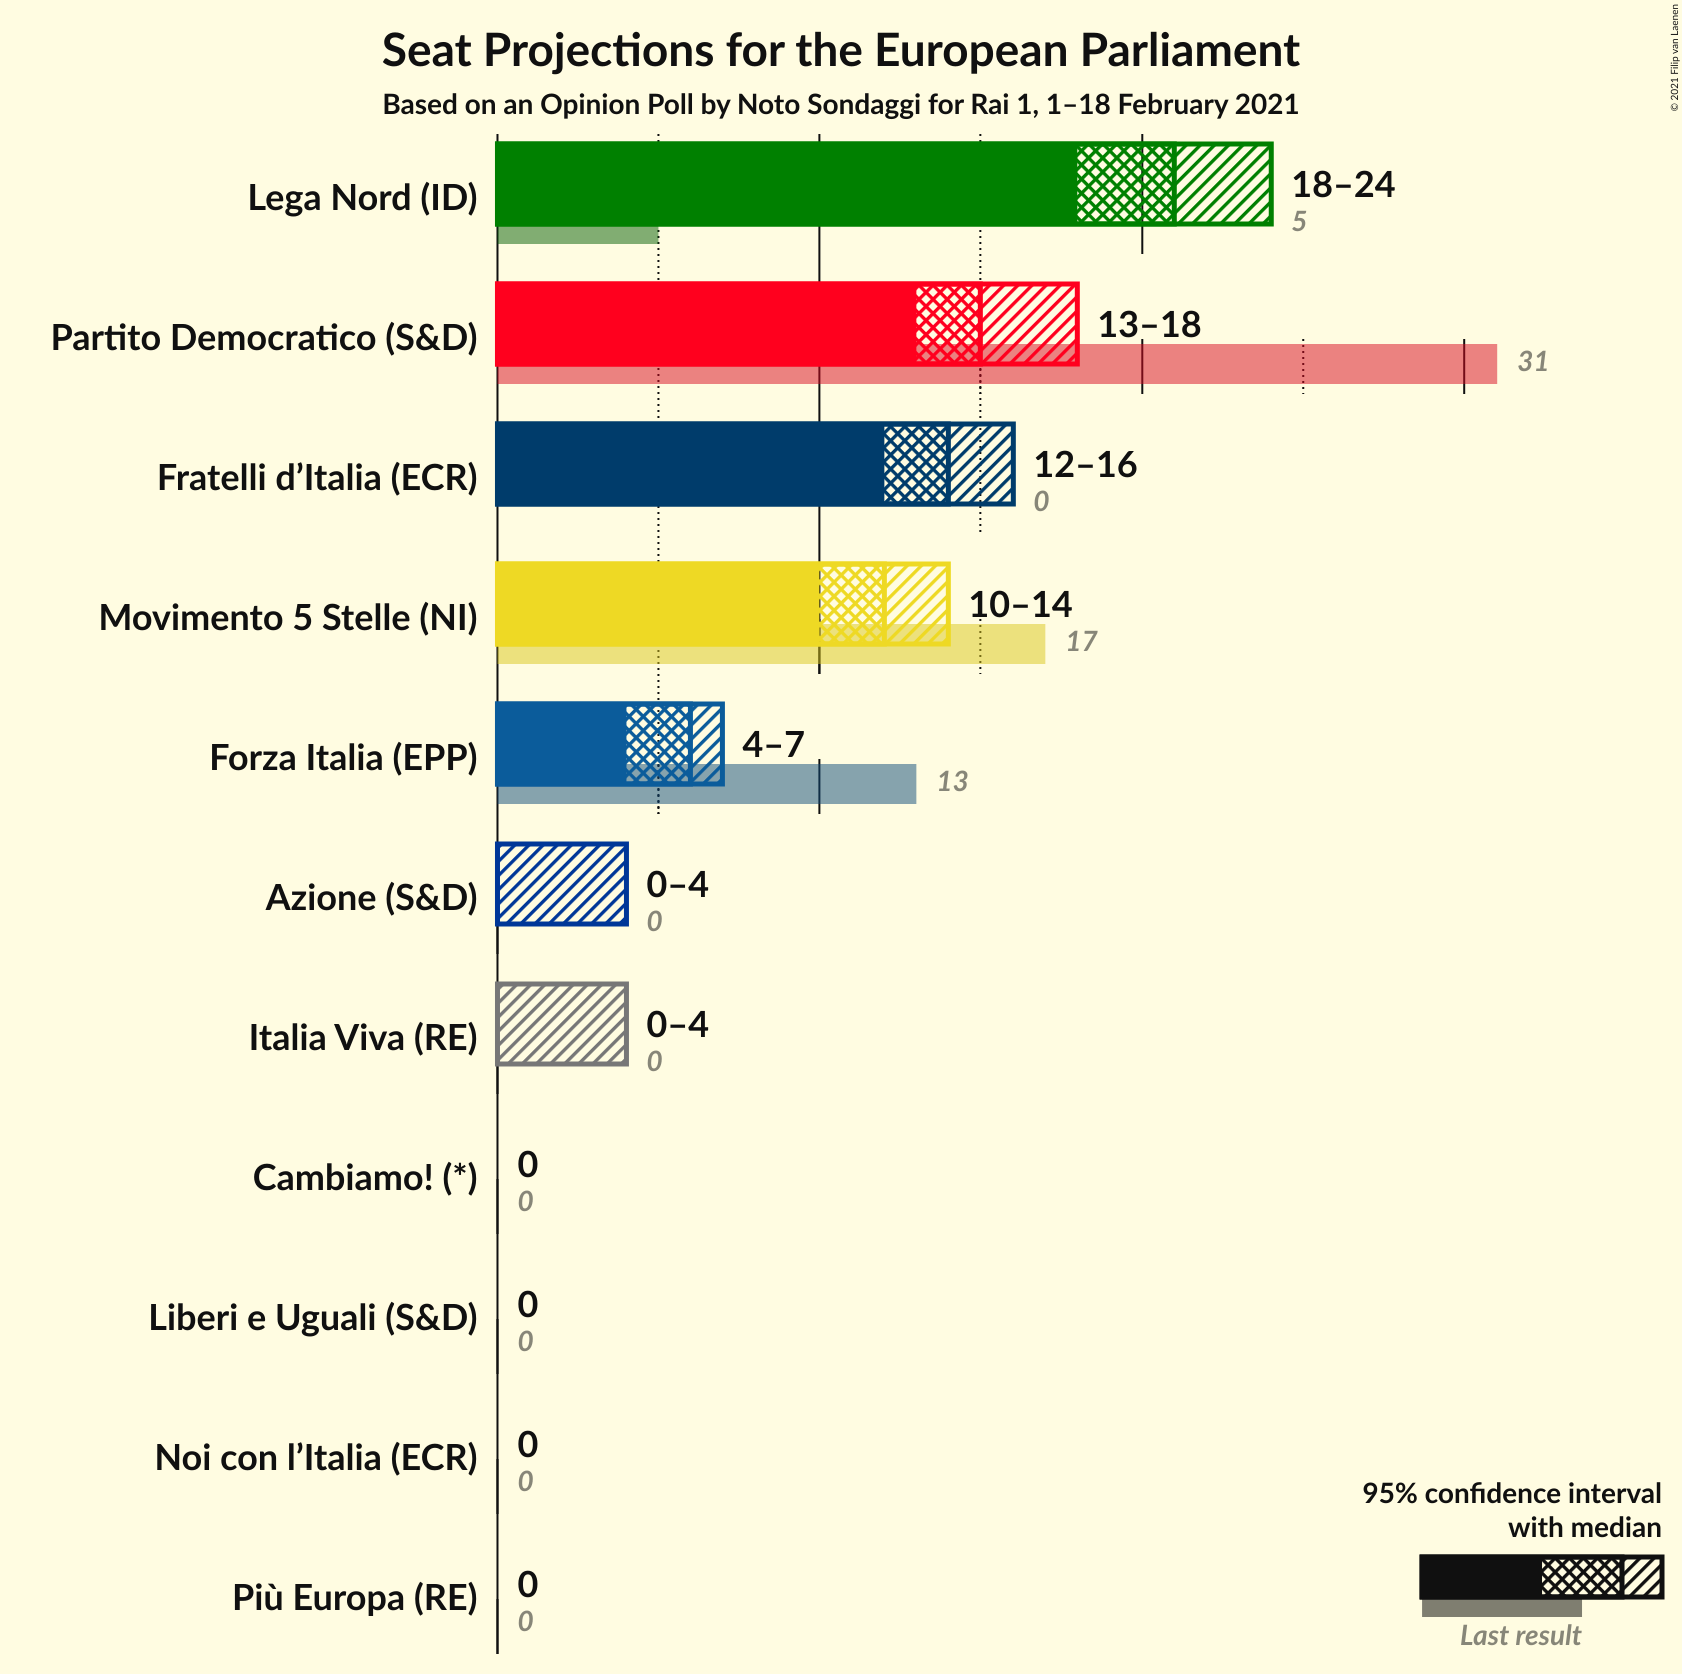 Seat Projections for the European Parliament
Based on an Opinion Poll by Noto Sondaggi for Rai 1, 1–18 February 2021
© 2021 Filip van Laenen
Lega Nord (ID)
18–24
5
Partito Democratico (S&D)
13–18
31
Fratelli d’Italia (ECR)
12–16
0
Movimento 5 Stelle (NI)
10–14
17
Forza Italia (EPP)
4–7
13
Azione (S&D)
0–4
0
Italia Viva (RE)
0–4
0
Cambiamo! (*)
0
0
Liberi e Uguali (S&D)
0
0
Noi con l’Italia (ECR)
0
0
Più Europa (RE)
0
0
95% confidence interval
with median
Last result